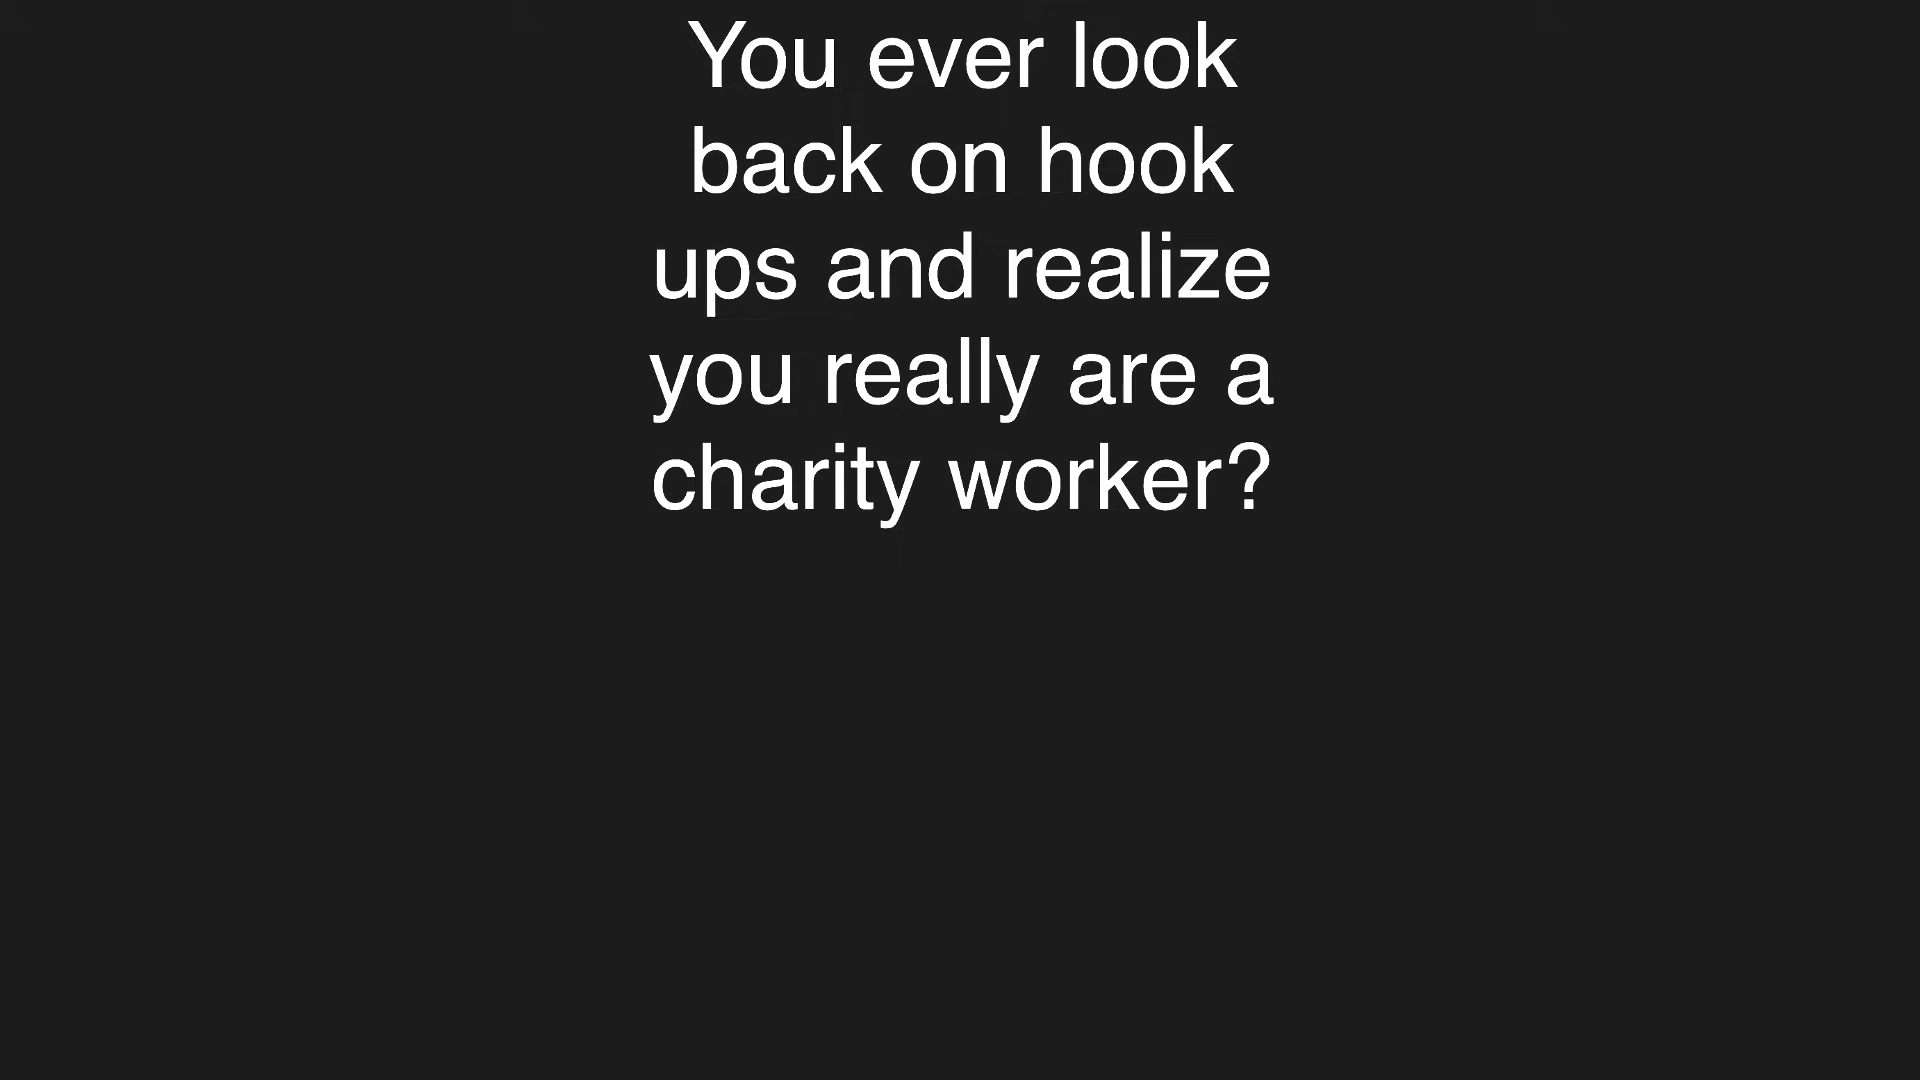 You ever look
back on hook
ups and realize
you really are a
charity worker?